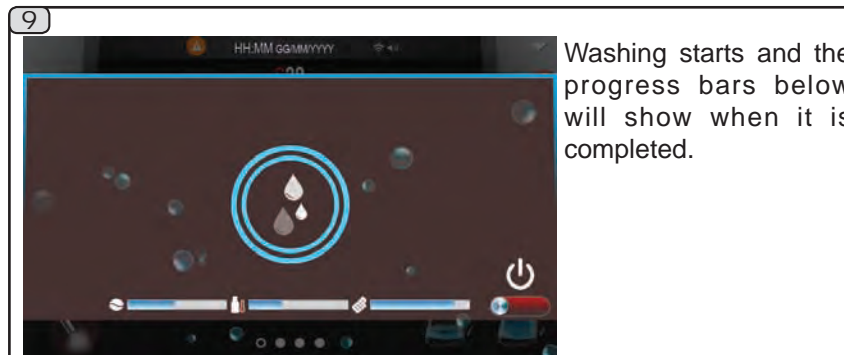 9
HH:MM GG/MM/YYYY
Washing starts and the
progress bars below
will show when it is
completed.